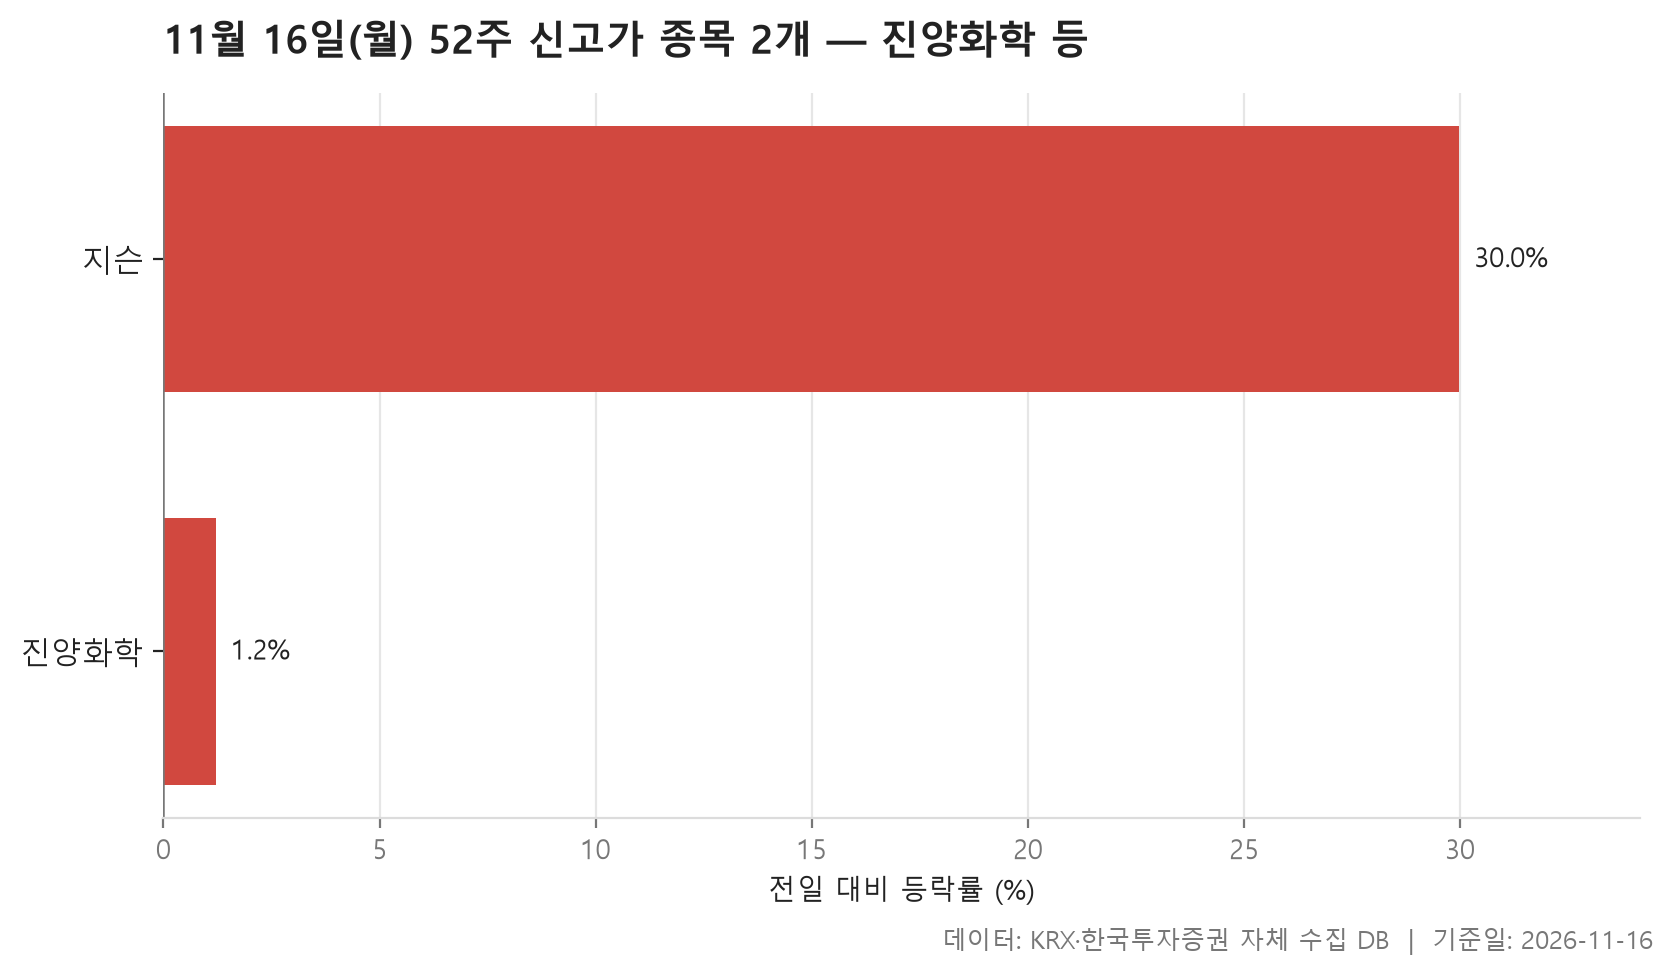 11월 16일(월) 52주 신고가 종목 2개 — 진양화학 등
지슨
30.0%
진양화학
1.2%
0 5 10 15 20 25 30
전일 대비 등락률 (%)
데이터: KRX·한국투자증권 자체 수집 DB | 기준일: 2026-11-16